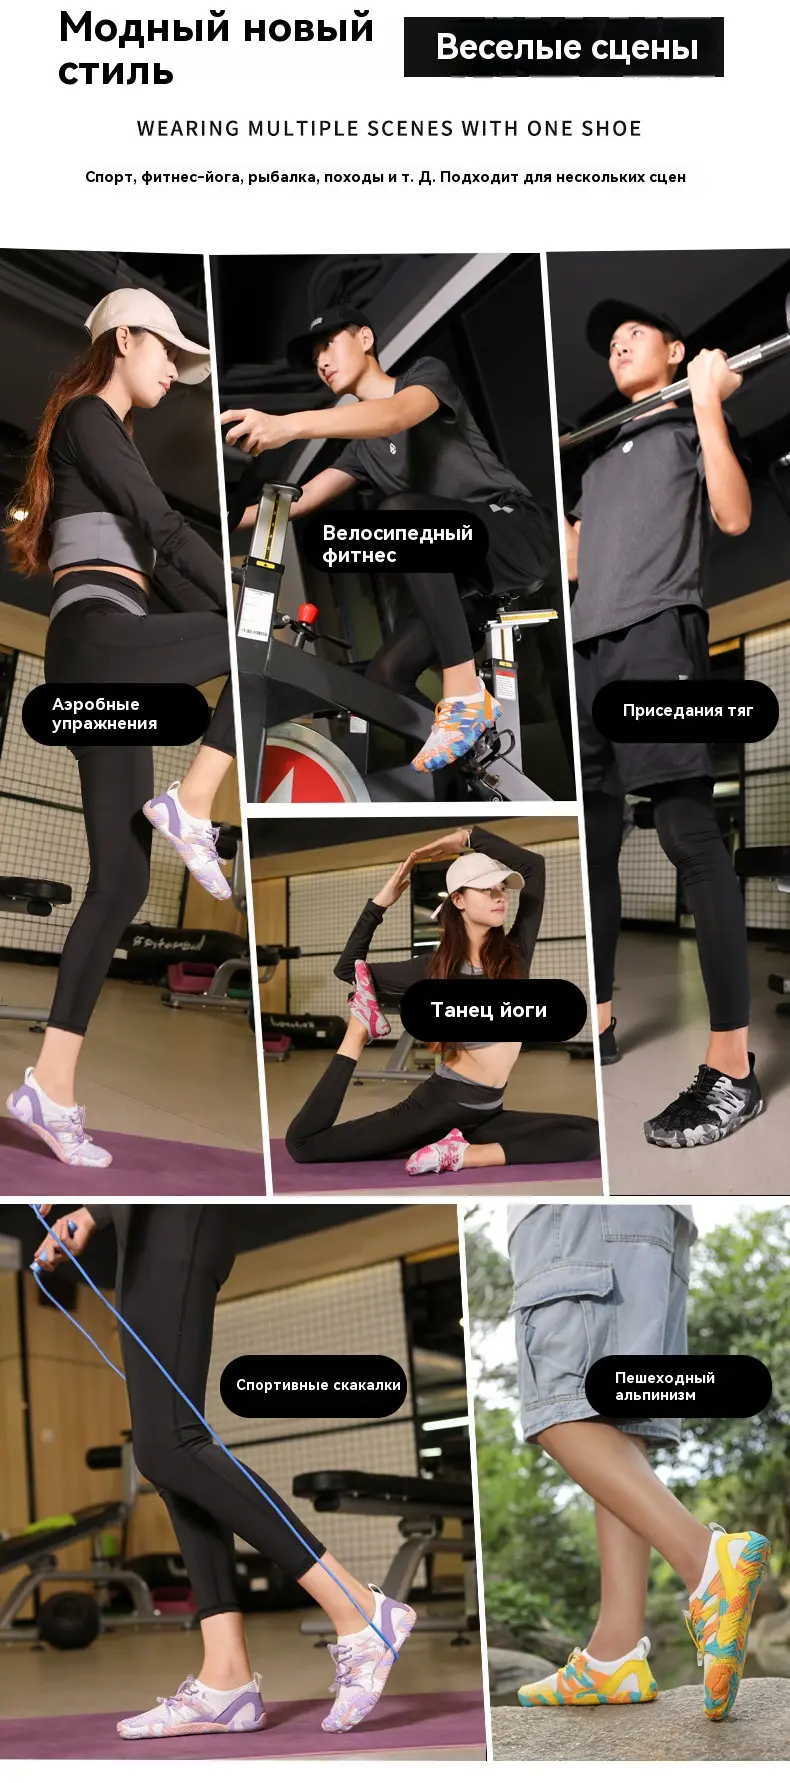 Модный новый
стиль
Веселые сцены
WEARING MULTIPLE SCENES WITH ONE SHOE
Спорт, фитнес-йога, рыбалка, походы и т. Д. Подходит для нескольких сцен
Велосипедный
фитнес
Аэробные
упражнения
Приседания тяг
Танец йоги
Спортивные скакалки
Пешеходный
альпинизм